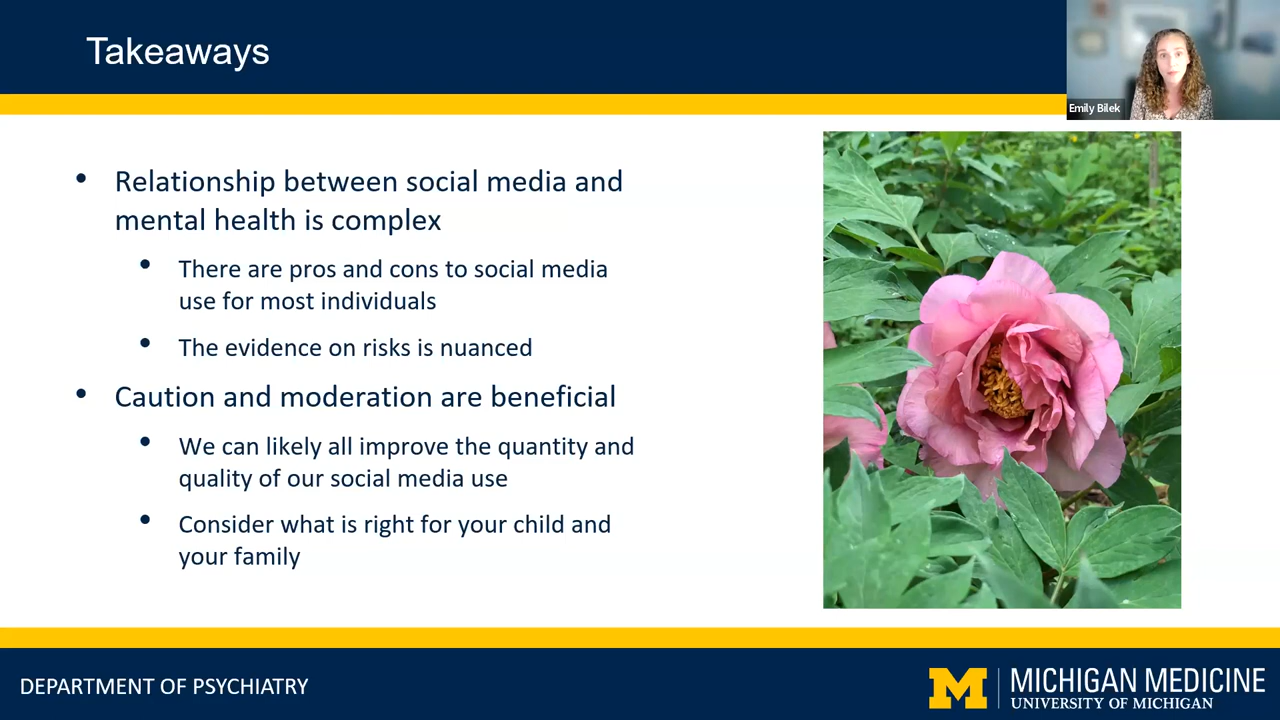 Takeaways
Emily Bilek
• Relationship between social media and
mental health is complex
• There are pros and cons to social media
use for most individuals
• The evidence on risks is nuanced
• Caution and moderation are beneficial
• We can likely all improve the quantity and
quality of our social media use
• Consider what is right for your child and
your family
DEPARTMENT OF PSYCHIATRY
M
MICHIGAN MEDICINE
UNIVERSITY OF MICHIGAN